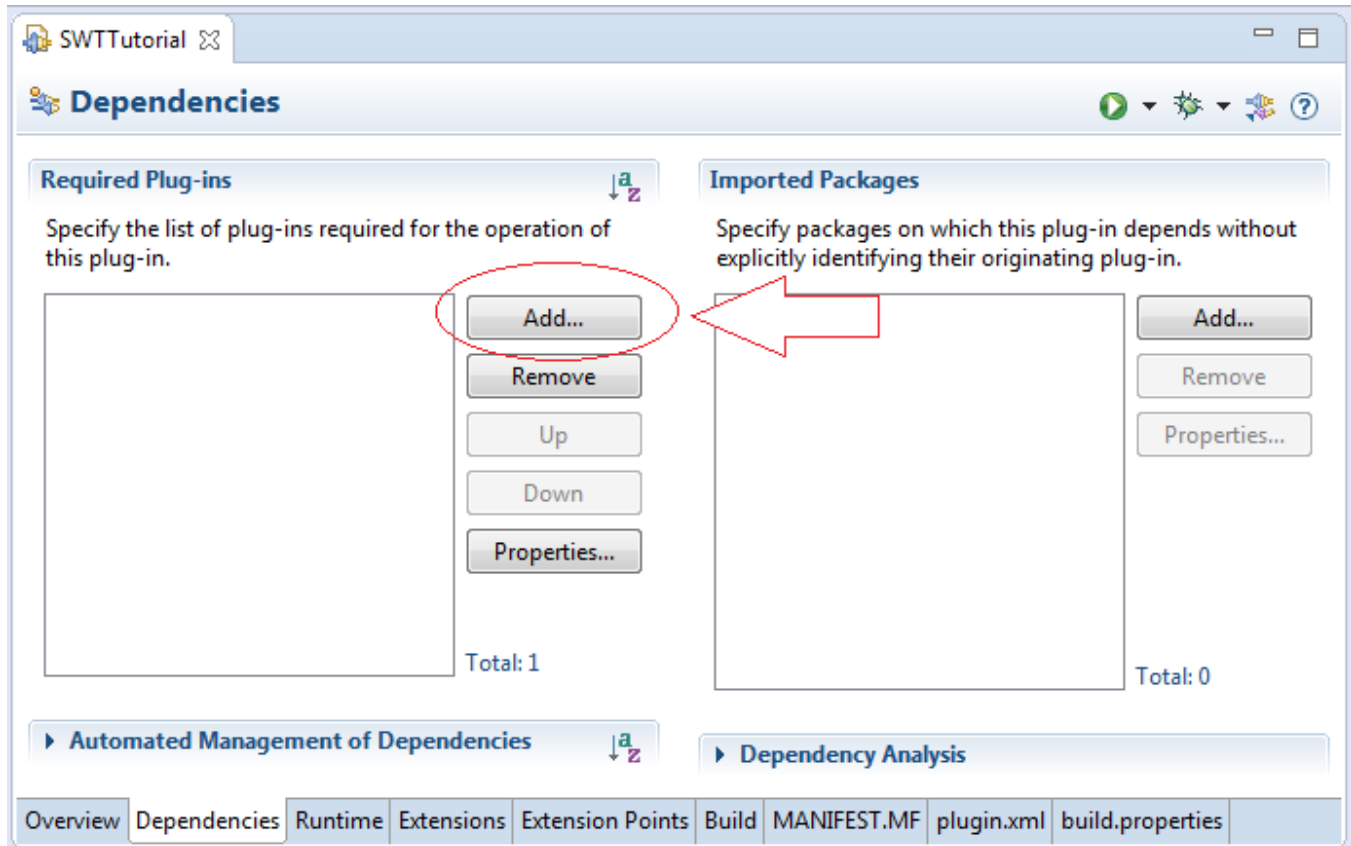 SWTTutorial
Dependencies
Required Plug-ins
Specify the list of plug-ins required for the operation of
this plug-in.
Add...
Remove
Up
Down
Properties...
Total: 1
Imported Packages
Specify packages on which this plug-in depends without
explicitly identifying their originating plug-in.
Add...
Remove
Properties...
Total: 0
Automated Management of Dependencies
Dependency Analysis
Overview Dependencies Runtime Extensions Extension Points Build MANIFEST.MF plugin.xml build.properties